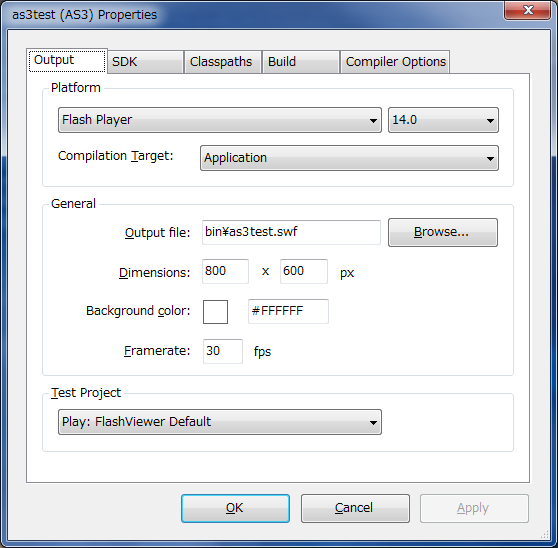 as3test (AS3) Properties
Output SDK Classpaths Build Compiler Options
Platform
Flash Player 14.0
Compilation Target: Application
General
Output file: bin¥as3test.swf Browse...
Dimensions: 800 x 600 px
Background color: #FFFFFF
Framerate: 30 fps
Test Project
Play: FlashViewer Default
OK Cancel Apply